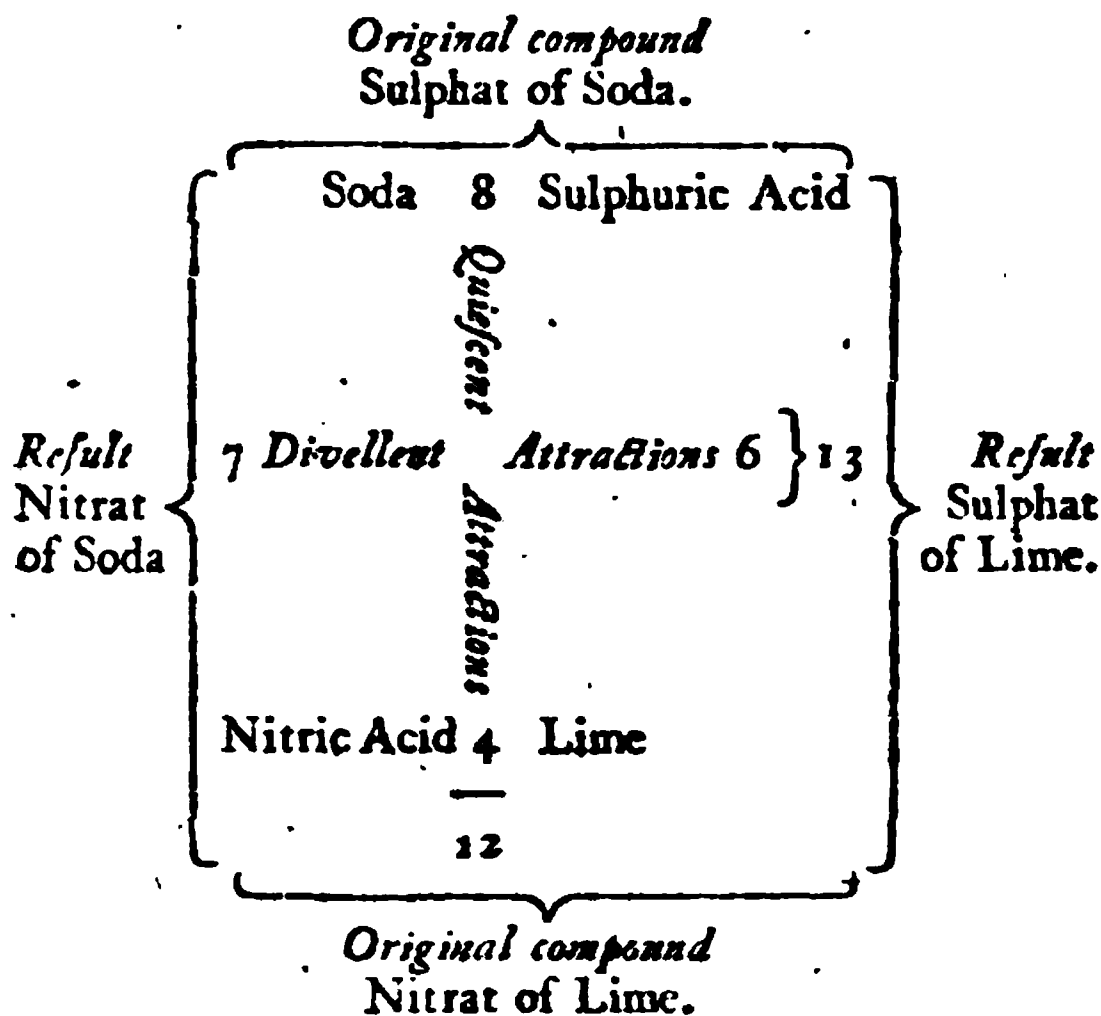 Original compound
Sulphat of Soda.
Soda 8 Sulphuric Acid
Quieſcent
Reſult
Nitrat
of Soda
7 Divellent Attractions 6 } 13
Reſult
Sulphat
of Lime.
Attractions
Nitric Acid 4 Lime
12
Original compound
Nitrat of Lime.